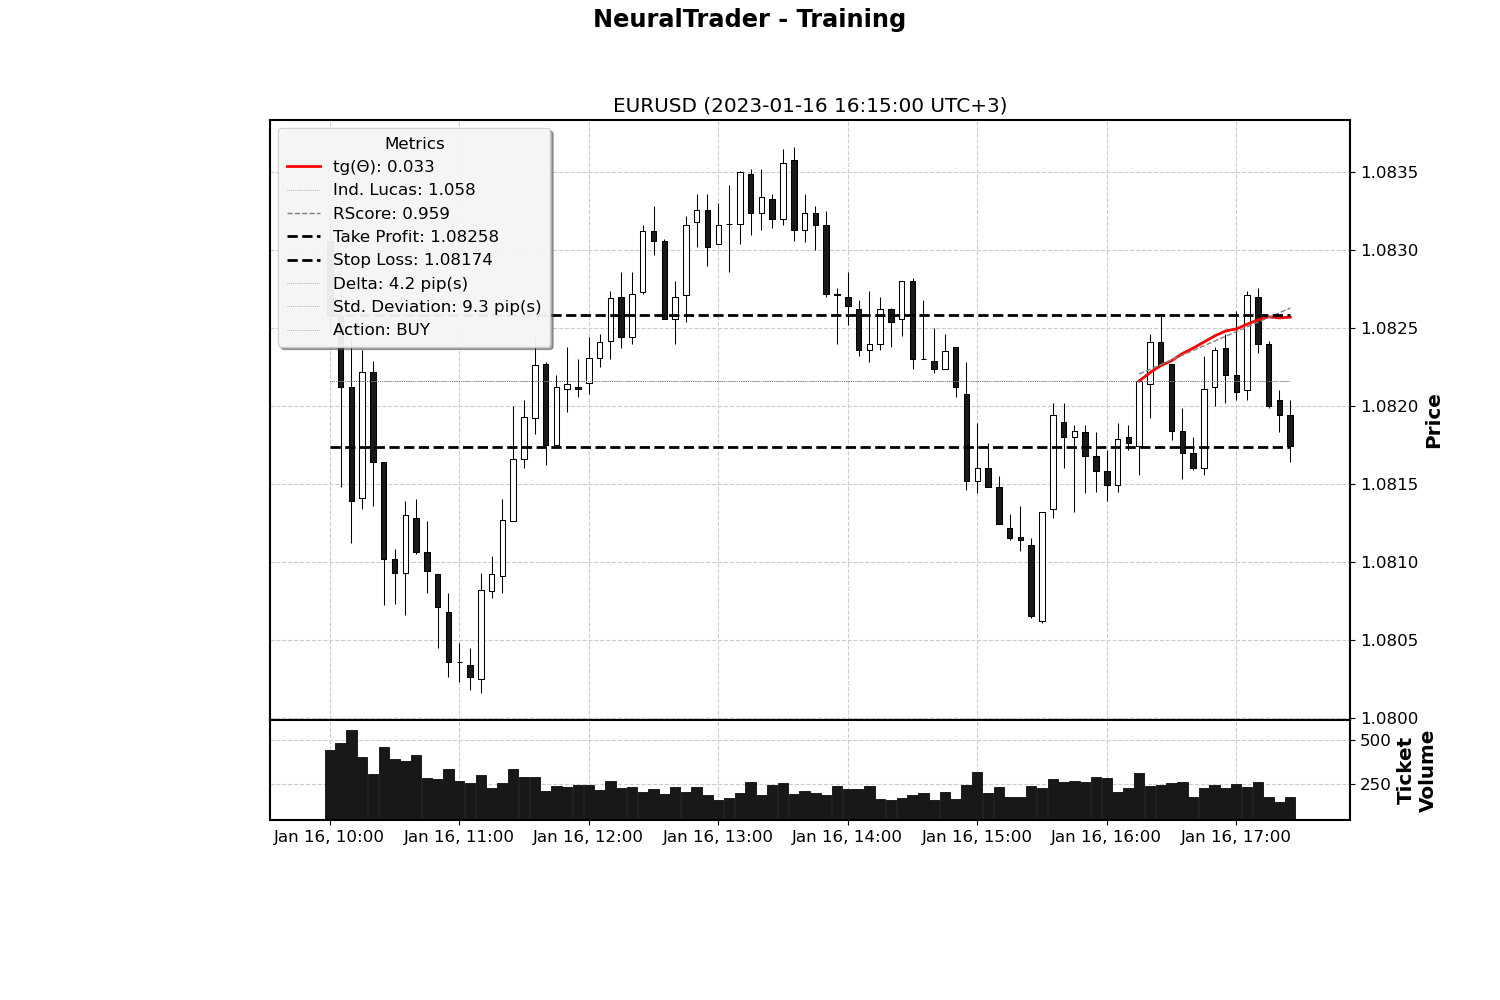 NeuralTrader - Training
EURUSD (2023-01-16 16:15:00 UTC+3)
Metrics
tg(Θ): 0.033
Ind. Lucas: 1.058
RScore: 0.959
Take Profit: 1.08258
Stop Loss: 1.08174
Delta: 4.2 pip(s)
Std. Deviation: 9.3 pip(s)
Action: BUY
1.0835
1.0830
1.0825
1.0820
1.0815
1.0810
1.0805
1.0800
Price
500
250
Ticket
Volume
Jan 16, 10:00
Jan 16, 11:00
Jan 16, 12:00
Jan 16, 13:00
Jan 16, 14:00
Jan 16, 15:00
Jan 16, 16:00
Jan 16, 17:00